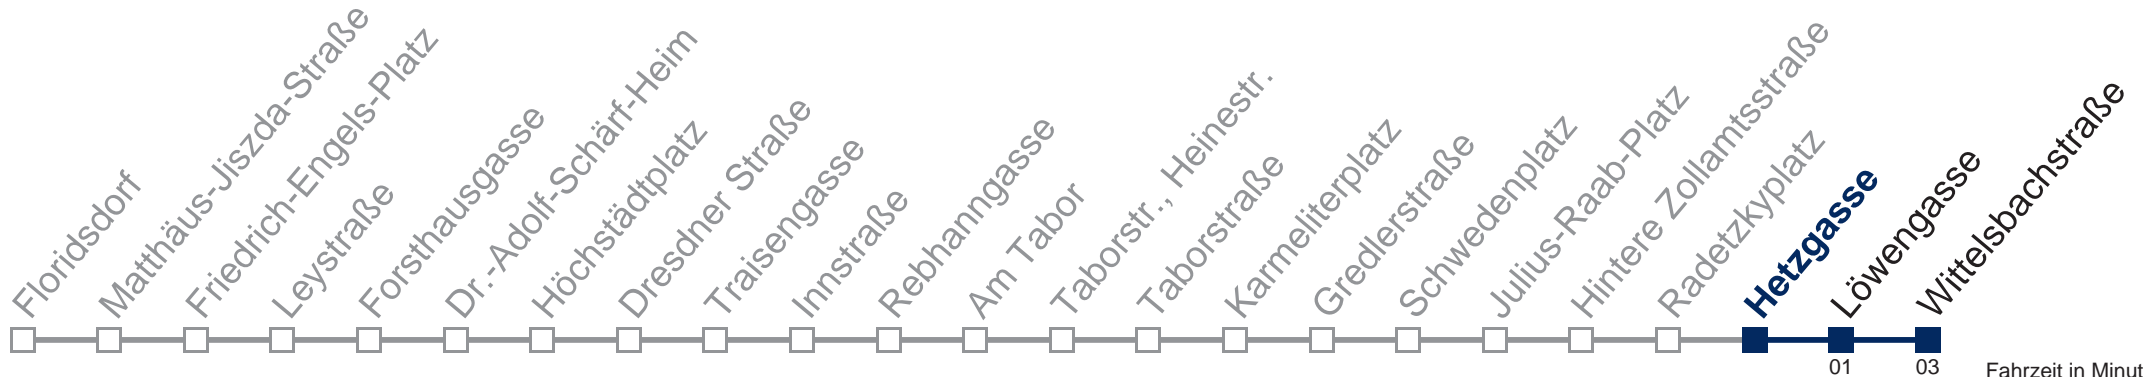 Floridsdorf
Matthäus-Jiszda-Straße
Friedrich-Engels-Platz
Leystraße
Forsthausgasse
Dr.-Adolf-Schärf-Heim
Höchstädtplatz
Dresdner Straße
Traisengasse
Innstraße
Rebhanngasse
Am Tabor
Taborstr., Heinestr.
Taborstraße
Karmeliterplatz
Gredlerstraße
Schwedenplatz
Julius-Raab-Platz
Hintere Zollamtsstraße
Radetzkyplatz
Hetzgasse
Löwengasse
Wittelsbachstraße
01
03
Fahrzeit in Minut